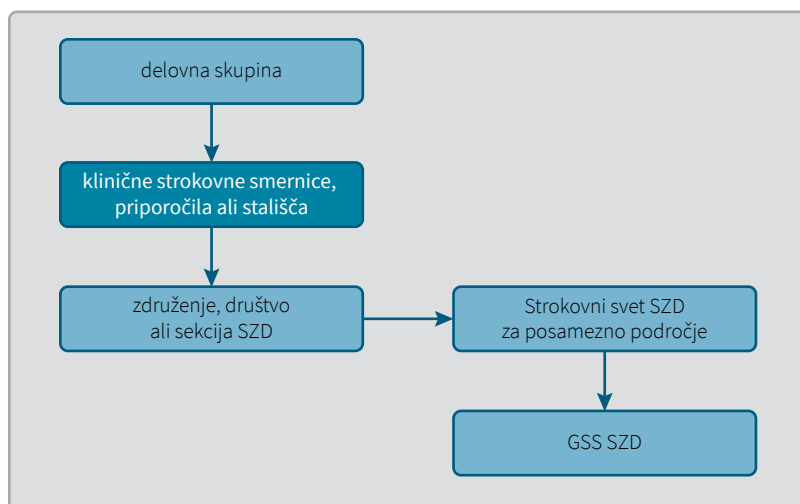 delovna skupina
klinične strokovne smernice,
priporočila ali stališča
združenje, društvo
ali sekcija SZD
Strokovni svet SZD
za posamezno področje
GSS SZD